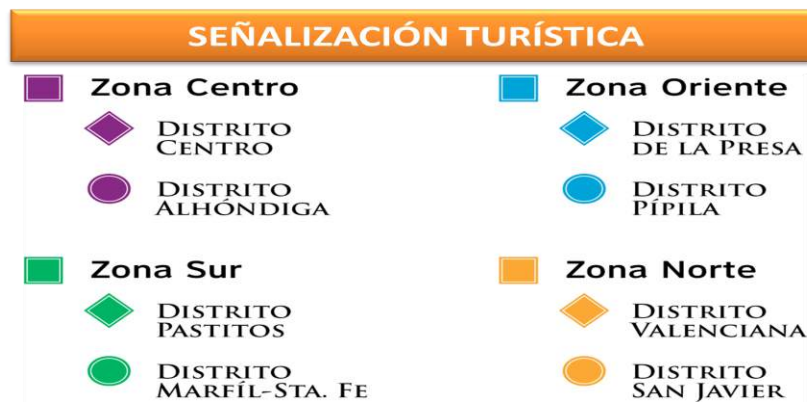 SEÑALIZACIÓN TURÍSTICA
Zona Centro
DISTRITO
CENTRO
DISTRITO
ALHÓNDIGA
Zona Oriente
DISTRITO
DE LA PRESA
DISTRITO
PÍPILA
Zona Sur
DISTRITO
PASTITOS
DISTRITO
MARFÍL-STA. FE
Zona Norte
DISTRITO
VALENCIANA
DISTRITO
SAN JAVIER